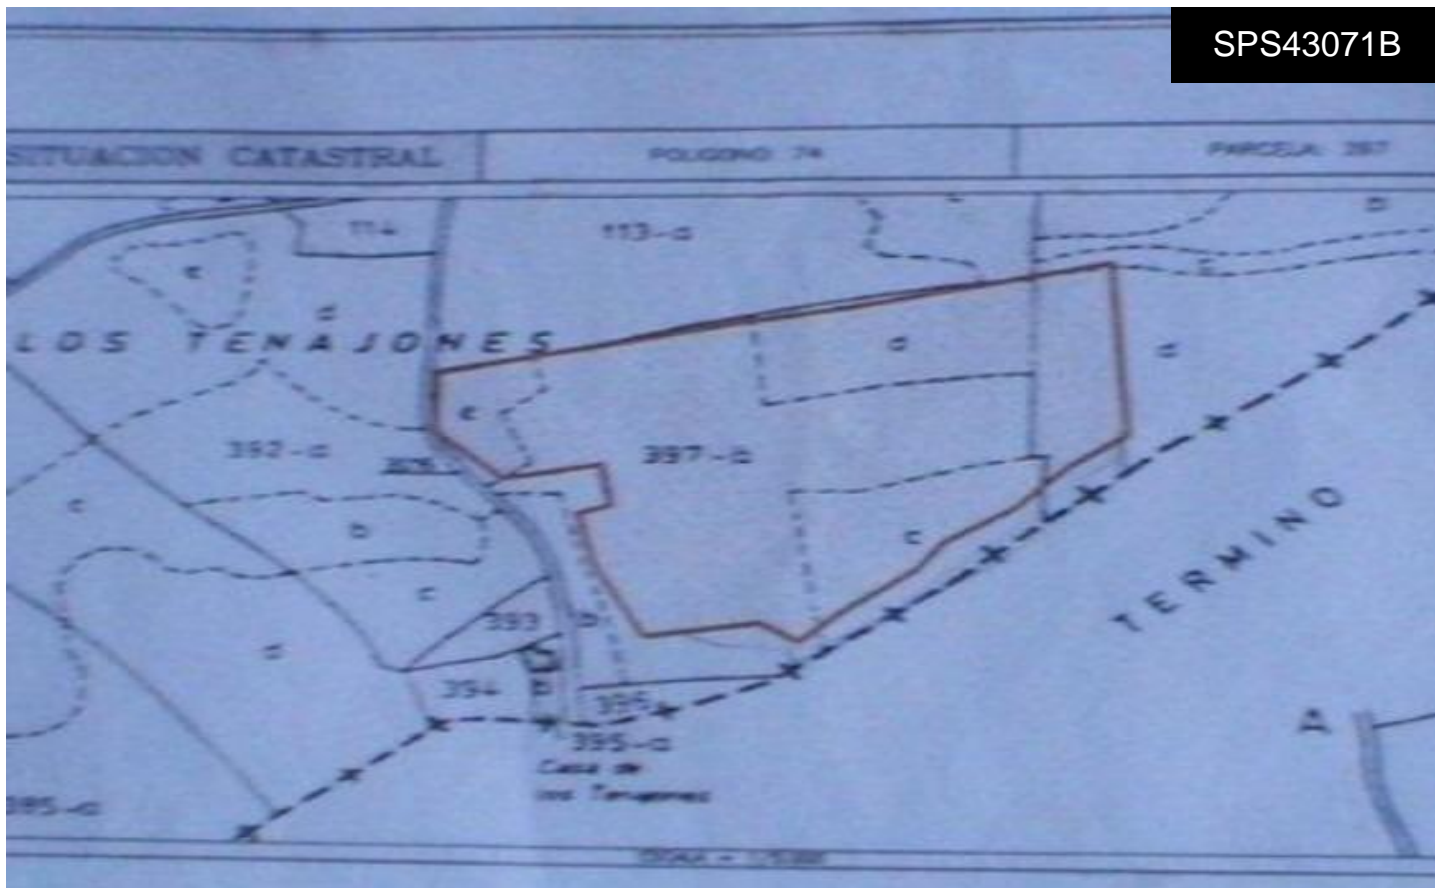 SPS43071B
SITUACION CATASTRAL
POLIGONO 74
PARCELA: 397
114
113-a
c
b
c
c
d
LOS TENAJONES
d
d
c
397-b
392-a
c
b
c
c
TERMINO
393
b
d
394
b
396
395-a
A
Casa de
los Tenajones
395-a